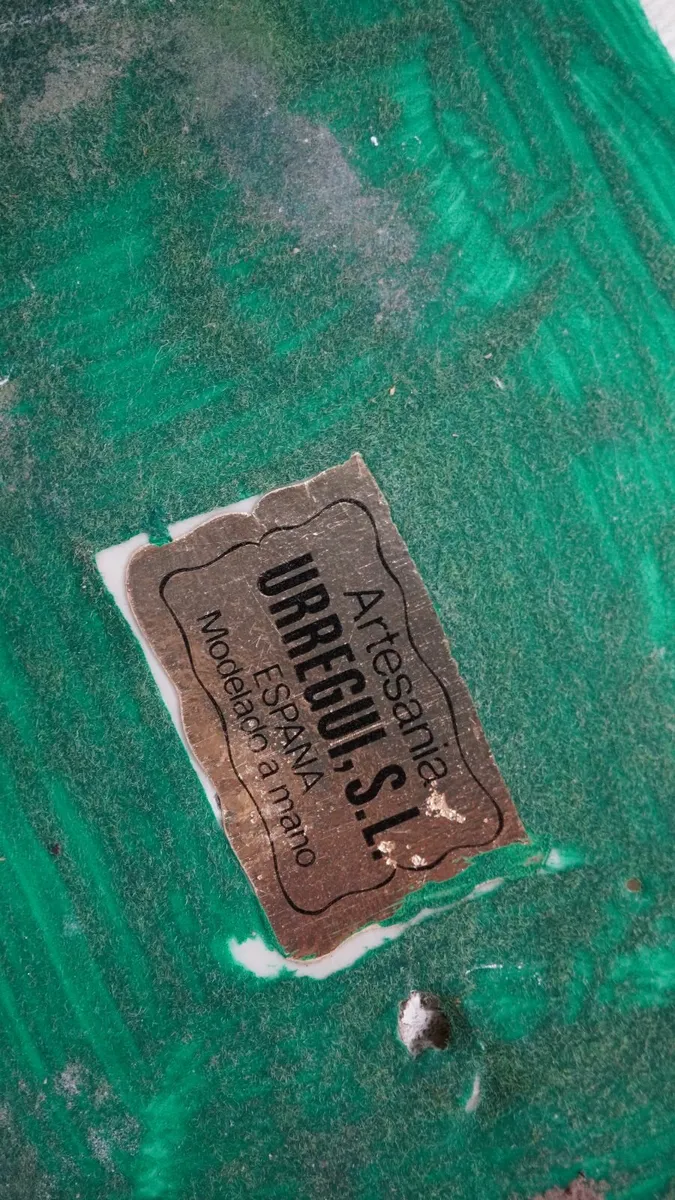 Artesania
URREGUI, S.L.
ESPANA
Modelado a mano